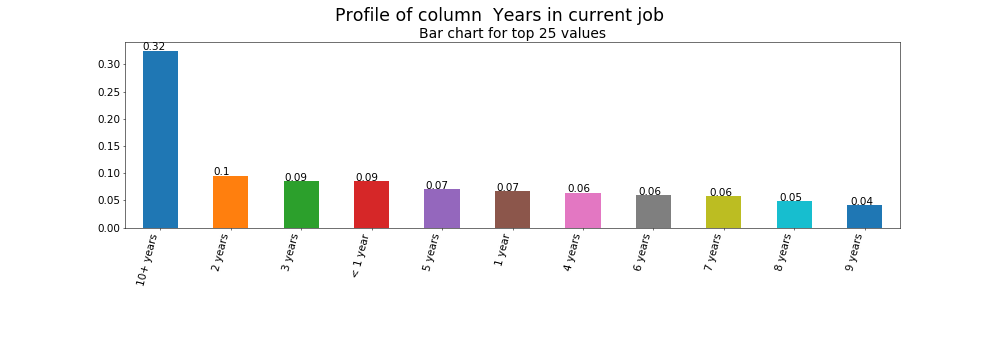 Profile of column  Years in current job
Bar chart for top 25 values
0.30
0.25
0.20
0.15
0.10
0.05
0.00
0.32
0.1
0.09
0.09
0.07
0.07
0.06
0.06
0.06
0.05
0.04
10+ years
2 years
3 years
< 1 year
5 years
1 year
4 years
6 years
7 years
8 years
9 years